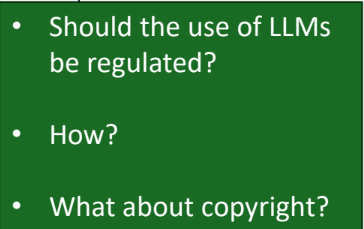 • Should the use of LLMs
be regulated?
• How?
• What about copyright?